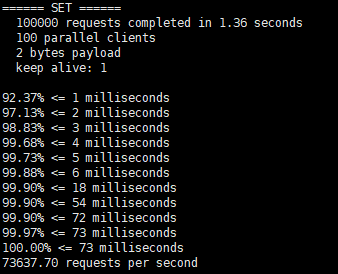 ====== SET ======
100000 requests completed in 1.36 seconds
100 parallel clients
2 bytes payload
keep alive: 1
92.37% <= 1 milliseconds
97.13% <= 2 milliseconds
98.83% <= 3 milliseconds
99.68% <= 4 milliseconds
99.73% <= 5 milliseconds
99.88% <= 6 milliseconds
99.90% <= 18 milliseconds
99.90% <= 54 milliseconds
99.90% <= 72 milliseconds
99.97% <= 73 milliseconds
100.00% <= 73 milliseconds
73637.70 requests per second